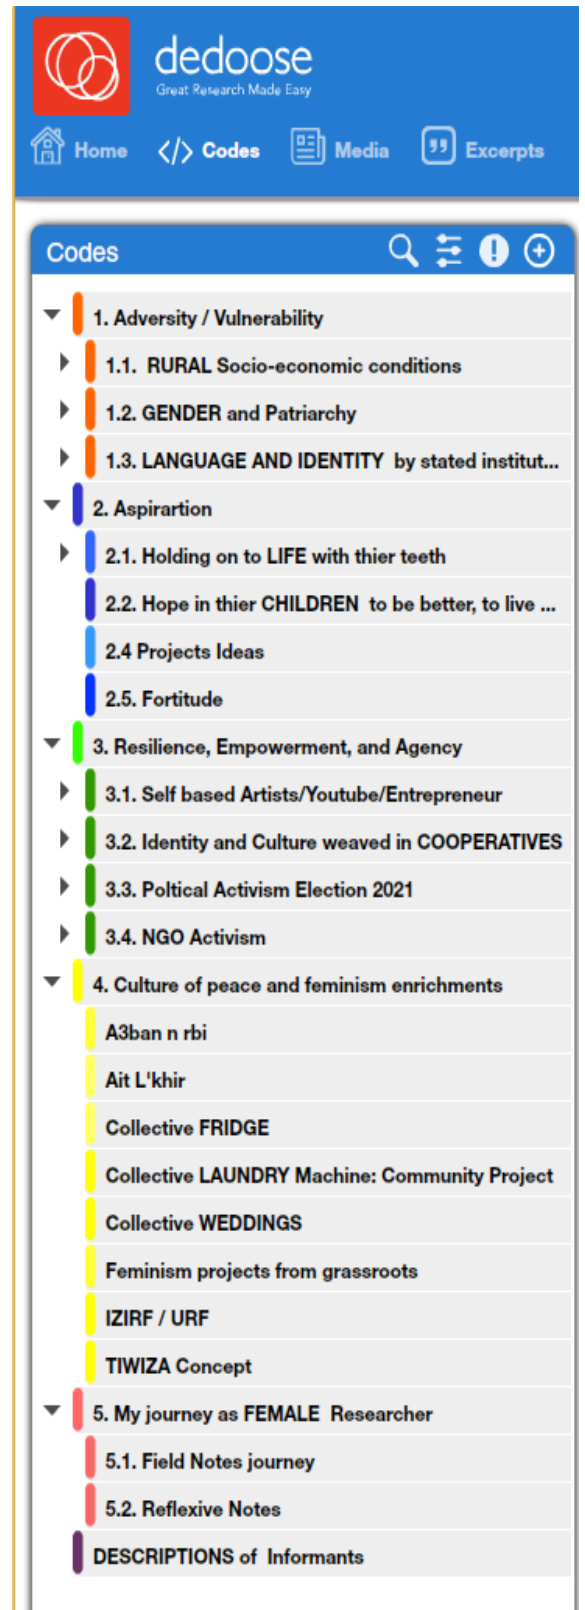 dedoose
Great Research Made Easy
Home </> Codes Media Excerpts
Codes
1. Adversity / Vulnerability
1.1. RURAL Socio-economic conditions
1.2. GENDER and Patriarchy
1.3. LANGUAGE AND IDENTITY by stated institut...
2. Aspirartion
2.1. Holding on to LIFE with thier teeth
2.2. Hope in thier CHILDREN to be better, to live ...
2.4 Projects Ideas
2.5. Fortitude
3. Resilience, Empowerment, and Agency
3.1. Self based Artists/Youtube/Entrepreneur
3.2. Identity and Culture weaved in COOPERATIVES
3.3. Poltical Activism Election 2021
3.4. NGO Activism
4. Culture of peace and feminism enrichments
A3ban n rbi
Ait L'khir
Collective FRIDGE
Collective LAUNDRY Machine: Community Project
Collective WEDDINGS
Feminism projects from grassroots
IZIRF / URF
TIWIZA Concept
5. My journey as FEMALE Researcher
5.1. Field Notes journey
5.2. Reflexive Notes
DESCRIPTIONS of Informants